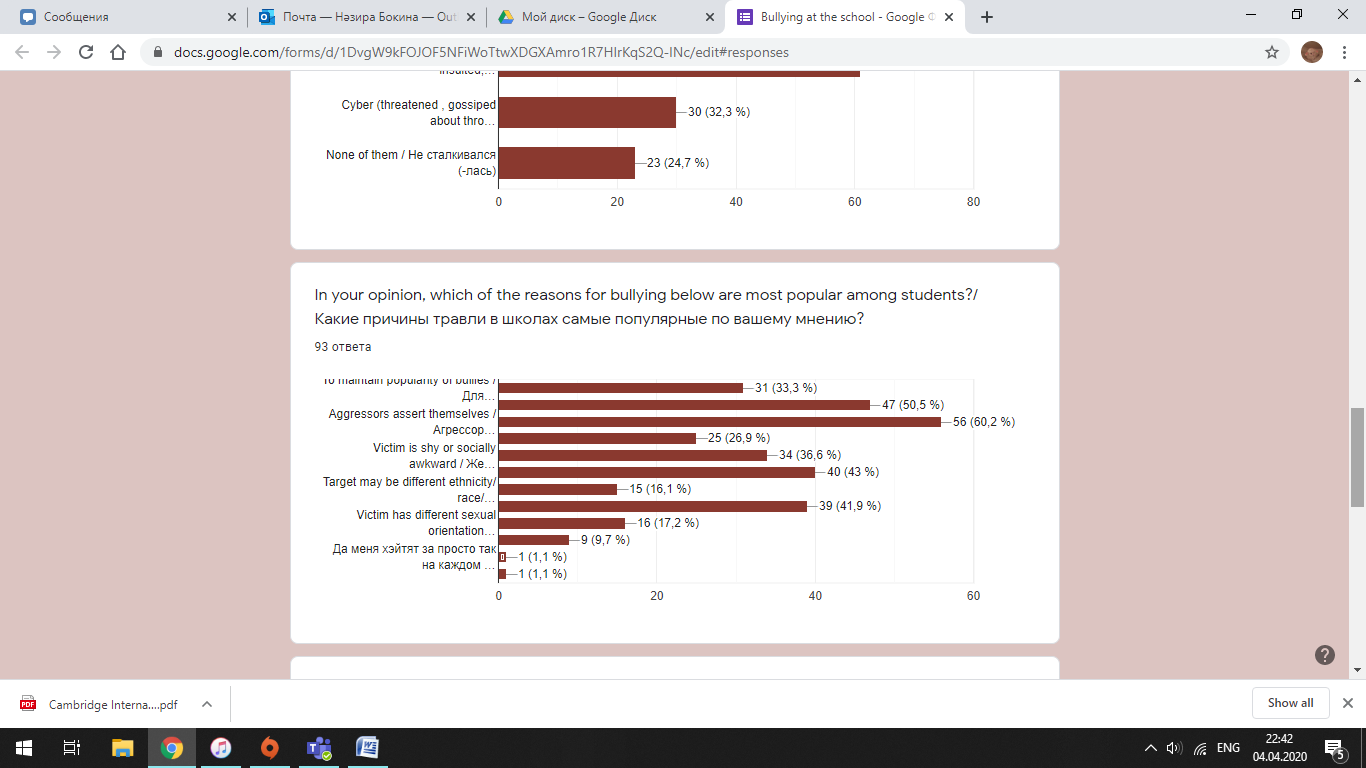 Сообщения
Почта — Нәзира Бокина — Out
Мой диск – Google Диск
Bullying at the school - Google Ф
docs.google.com/forms/d/1DvgW9kFOJOF5NFiWoTtwXDGXAmro1R7HIrKqS2Q-INc/edit#responses
insulted,…
Cyber (threatened , gossiped
about thro…
30 (32,3 %)
None of them / Не сталкивался
(-лась)
23 (24,7 %)
0 20 40 60 80
In your opinion, which of the reasons for bullying below are most popular among students?/
Какие причины травли в школах самые популярные по вашему мнению?
93 ответа
To maintain popularity of bullies /
Для…
31 (33,3 %)
47 (50,5 %)
Aggressors assert themselves /
Агрессор…
56 (60,2 %)
25 (26,9 %)
Victim is shy or socially
awkward / Же…
34 (36,6 %)
40 (43 %)
Target may be different ethnicity/
race/…
15 (16,1 %)
39 (41,9 %)
Victim has different sexual
orientation…
16 (17,2 %)
9 (9,7 %)
Да меня хэйтят за просто так
на каждом …
1 (1,1 %)
1 (1,1 %)
0 20 40 60
Cambridge Interna....pdf
Show all
ENG
22:42
04.04.2020
5